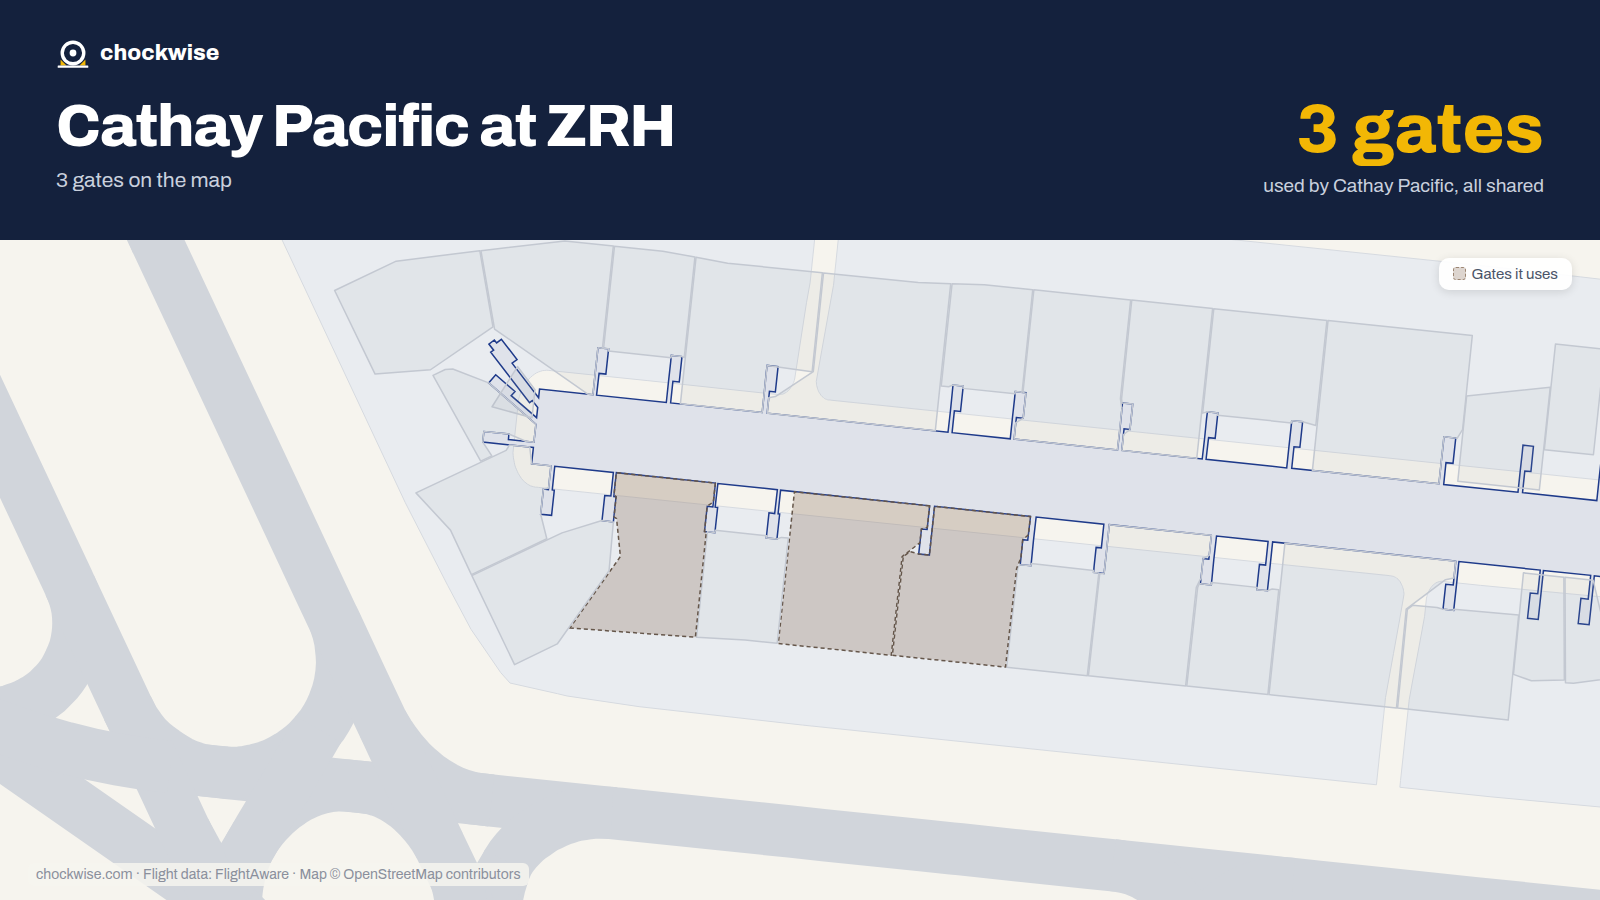 chockwise
Cathay Pacific at ZRH
3 gates on the map
3 gates
used by Cathay Pacific, all shared
Gates it uses
chockwise.com · Flight data: FlightAware · Map © OpenStreetMap contributors